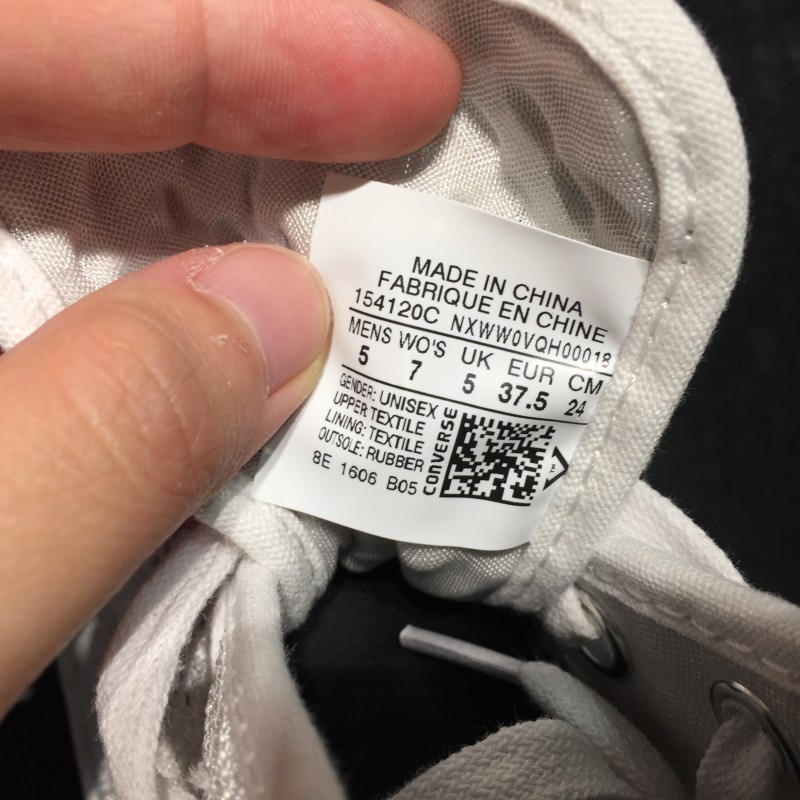 MADE IN CHINA
FABRIQUE EN CHINE
154120C NXWW0VQH00018
MENS WO'S UK EUR CM
5 7 5 37.5 24
GENDER: UNISEX
UPPER TEXTILE
LINING: TEXTILE
OUTSOLE: RUBBER
8E 1606 B05
CONVERSE